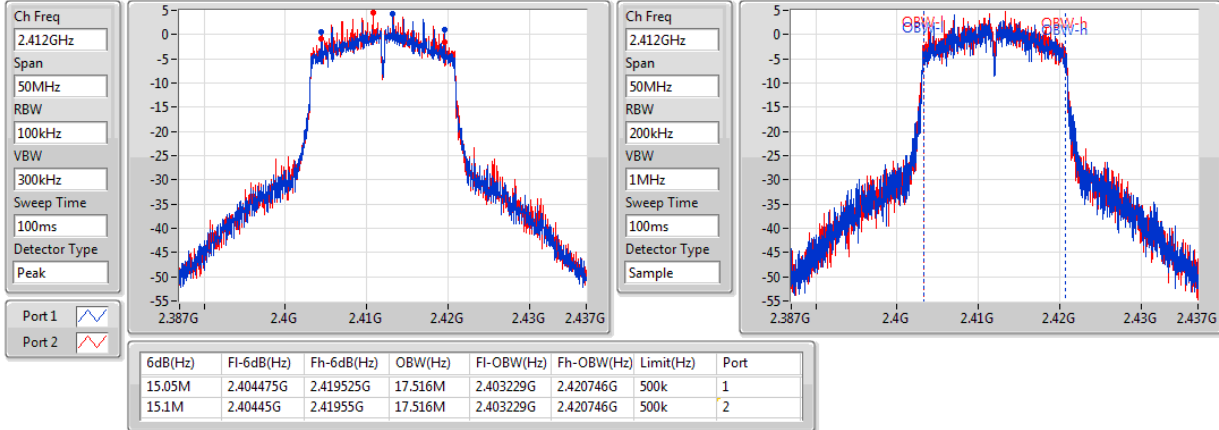 Ch Freq
2.412GHz
Span
50MHz
RBW
100kHz
VBW
300kHz
Sweep Time
100ms
Detector Type
Peak
Port 1
Port 2
5
0
-5
-10
-15
-20
-25
-30
-35
-40
-45
-50
-55
2.387G 2.4G 2.41G 2.42G 2.437G
Ch Freq
2.412GHz
Span
50MHz
RBW
200kHz
VBW
1MHz
Sweep Time
100ms
Detector Type
Sample
5
0
-5
-10
-15
-20
-25
-30
-35
-40
-45
-50
-55
OBW-l OBW-h
OBW-l OBW-h
2.387G 2.4G 2.41G 2.42G 2.43G 2.437G
6dB(Hz) Fl-6dB(Hz) Fh-6dB(Hz) OBW(Hz) Fl-OBW(Hz) Fh-OBW(Hz) Limit(Hz) Port
15.05M 2.404475G 2.419525G 17.516M 2.403229G 2.420746G 500k 1
15.1M 2.40445G 2.41955G 17.516M 2.403229G 2.420746G 500k 2